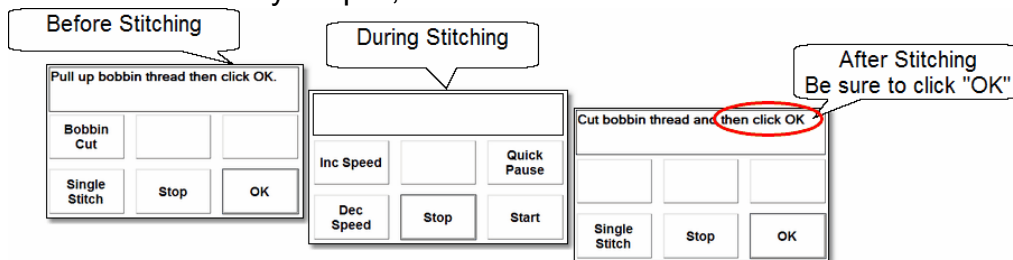 Before Stitching
Pull up bobbin thread then click OK.
Bobbin
Cut
Single
Stitch
Stop
OK
During Stitching
Inc Speed
Quick
Pause
Dec
Speed
Stop
Start
After Stitching
Be sure to click "OK"
Cut bobbin thread and then click OK
Single
Stitch
Stop
OK